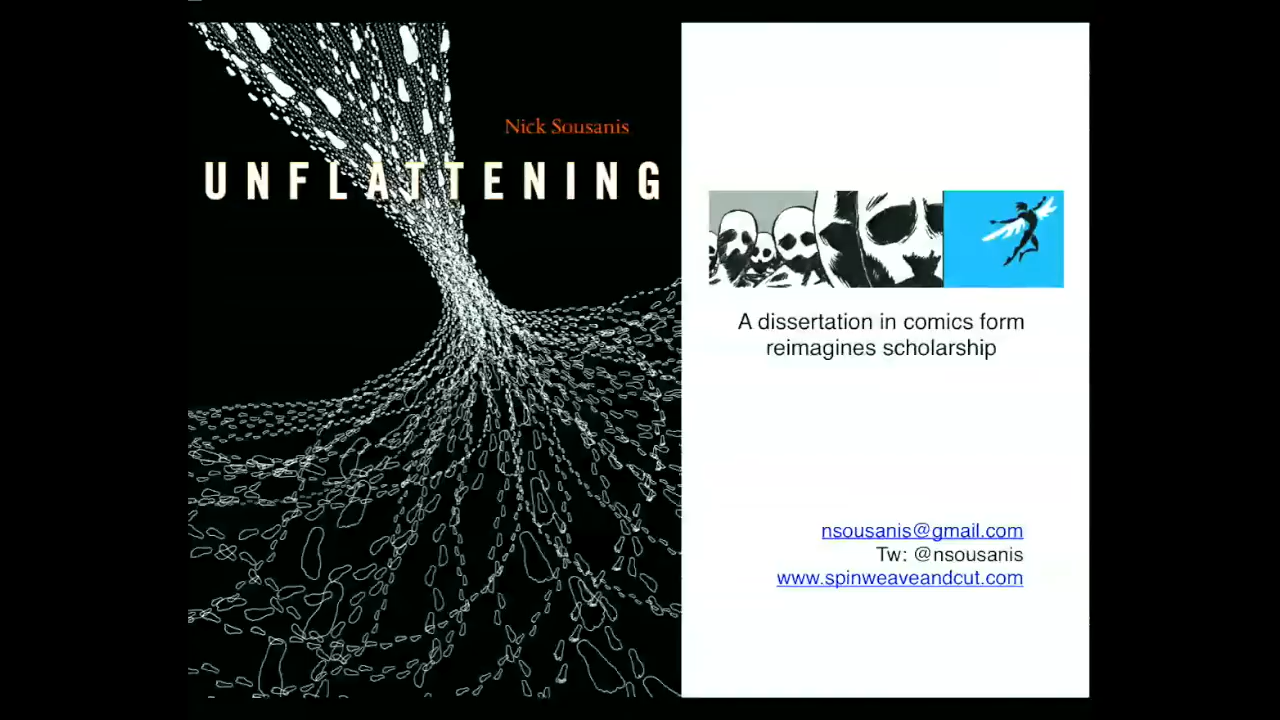 Nick Sousanis
UNFLATTENING
A dissertation in comics form
reimagines scholarship
nsousanis@gmail.com
Tw: @nsousanis
www.spinweaveandcut.com